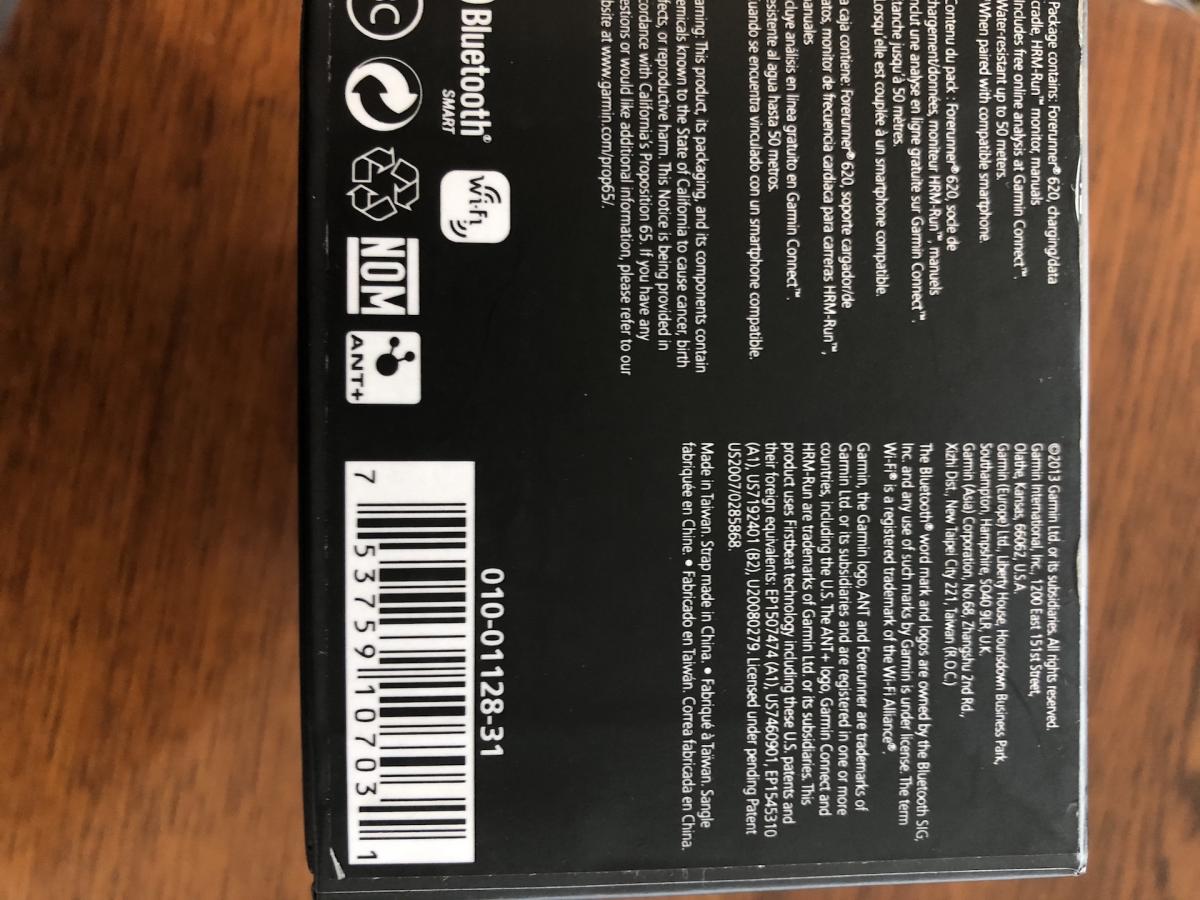 Package contains: Forerunner® 620, charging/data
cradle, HRM-Run™ monitor, manuals
Includes free online analysis at Garmin Connect™.
Water-resistant up to 50 meters.
When paired with compatible smartphone.
Contenu du pack : Forerunner® 620, socle de
chargement/données, moniteur HRM-Run™, manuels
Inclut une analyse en ligne gratuite sur Garmin Connect™.
tanche jusqu'à 50 mètres.
Lorsqu'elle est couplée à un smartphone compatible.
a caja contiene: Forerunner® 620, soporte cargador/de
atos, monitor de frecuencia cardiaca para carreras HRM-Run™,
anuales
cluye análisis en línea gratuito en Garmin Connect™.
esistente al agua hasta 50 metros.
uando se encuentra vinculado con un smartphone compatible.
arning: This product, its packaging, and its components contain
emicals known to the State of California to cause cancer, birth
fects, or reproductive harm. This Notice is being provided in
cordance with California's Proposition 65. If you have any
estions or would like additional information, please refer to our
bsite at www.garmin.com/prop65/.
Bluetooth®
SMART
Wi-Fi
C
NOM
ANT+
©2013 Garmin Ltd. or its subsidiaries. All rights reserved.
Garmin International, Inc., 1200 East 151st Street,
Olathe, Kansas, 66062, U.S.A.
Garmin (Europe) Ltd., Liberty House, Hounsdown Business Park,
Southampton, Hampshire, SO40 9LR, U.K.
Garmin (Asia) Corporation, No. 68, Zhangshu 2nd Rd.,
Xizhi Dist., New Taipei City 221, Taiwan (R.O.C.)
The Bluetooth® word mark and logos are owned by the Bluetooth SIG,
Inc. and any use of such marks by Garmin is under license. The term
Wi-Fi® is a registered trademark of the Wi-Fi Alliance®.
Garmin, the Garmin logo, ANT and Forerunner are trademarks of
Garmin Ltd. or its subsidiaries and are registered in one or more
countries, including the U.S. The ANT+ logo, Garmin Connect and
HRM-Run are trademarks of Garmin Ltd. or its subsidiaries. This
product uses Firstbeat technology including these U.S. patents and
their foreign equivalents: EP1507474 (A1), US7460901, EP1545310
(A1), US7192401 (B2), U20080279. Licensed under pending Patent
US2007/0285868.
Made in Taiwan. Strap made in China. • Fabriqué à Taïwan. Sangle
fabriquée en Chine. • Fabricado en Taiwán. Correa fabricada en China.
010-01128-31
7 53759 10703 1